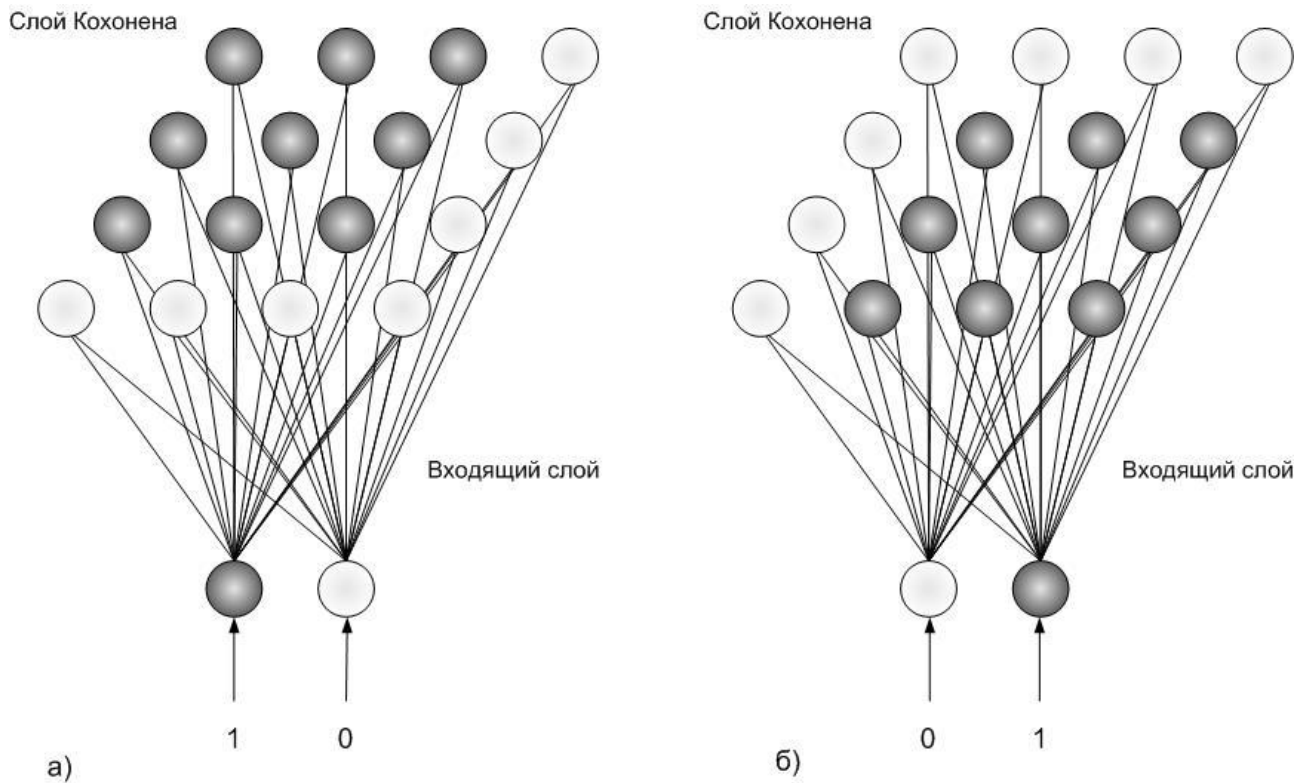 Слой Кохонена
Входящий слой
1 0
а)
Слой Кохонена
Входящий слой
0 1
б)